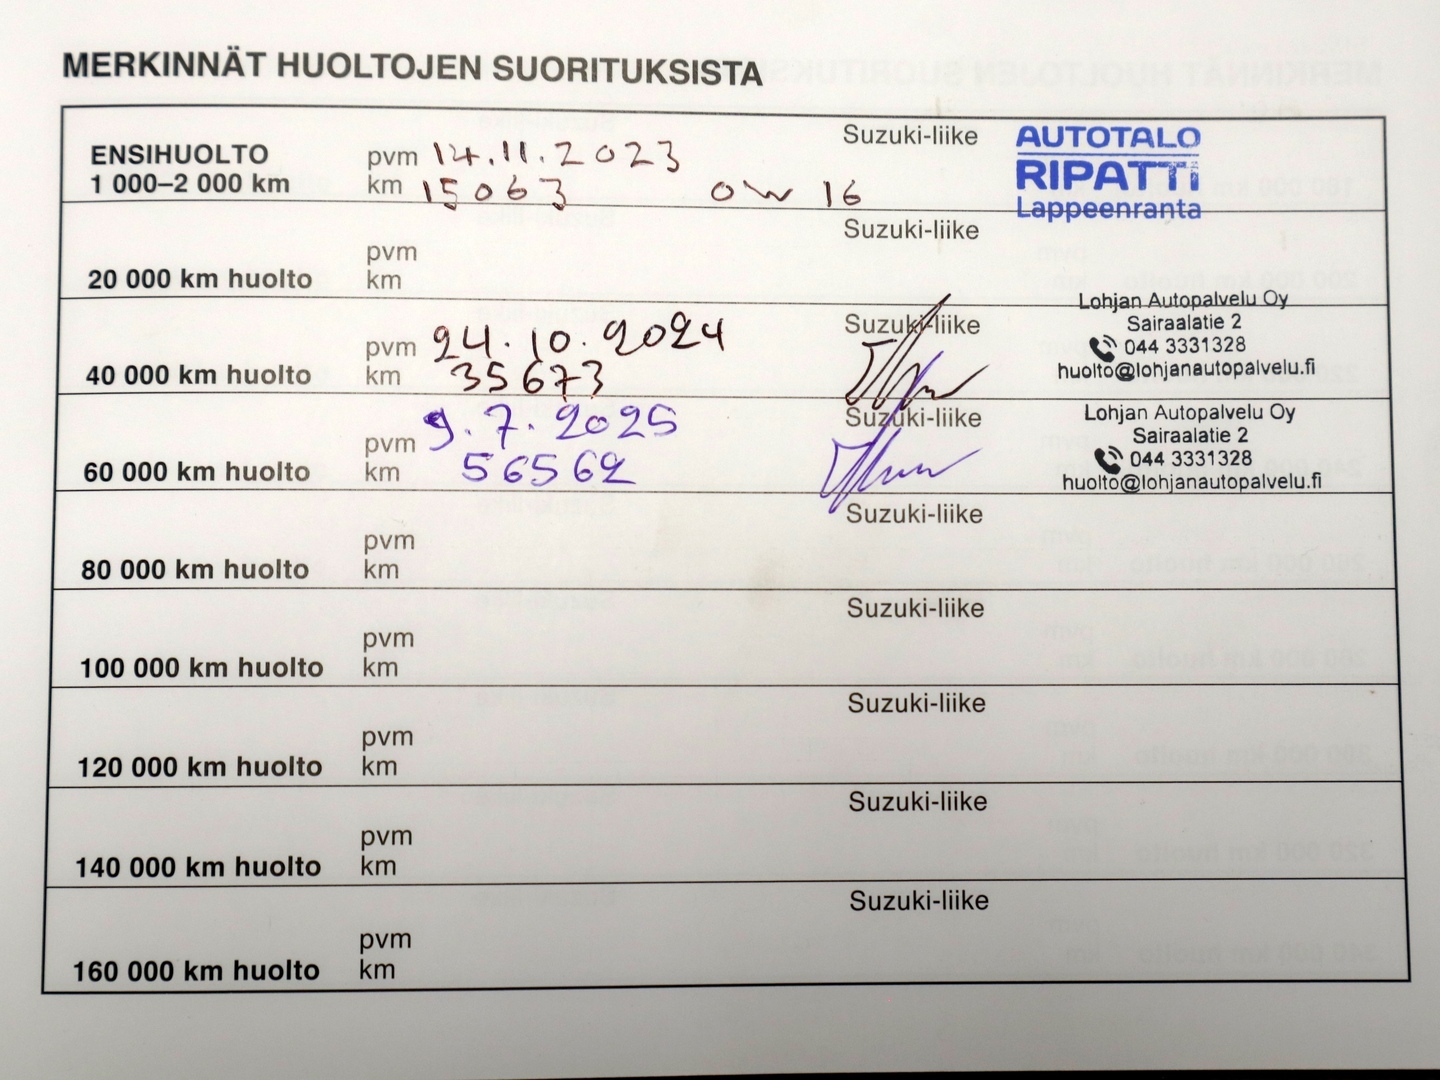 MERKINNÄT HUOLTOJEN SUORITUKSISTA
ENSIHUOLTO pvm 14.11.2023 Suzuki-liike AUTOTALO
1 000–2 000 km km 15063 OW 16 RIPATTI
Lappeenranta
Suzuki-liike
pvm
20 000 km huolto km
Suzuki-liike Lohjan Autopalvelu Oy
Sairaalatie 2
pvm 24.10.2024 044 3331328
40 000 km huolto km 35673 huolto@lohjanautopalvelu.fi
Suzuki-liike Lohjan Autopalvelu Oy
pvm 9.7.2025 Sairaalatie 2
60 000 km huolto km 56562 044 3331328
huolto@lohjanautopalvelu.fi
Suzuki-liike
pvm
80 000 km huolto km
Suzuki-liike
pvm
100 000 km huolto km
Suzuki-liike
pvm
120 000 km huolto km
Suzuki-liike
pvm
140 000 km huolto km
Suzuki-liike
pvm
160 000 km huolto km